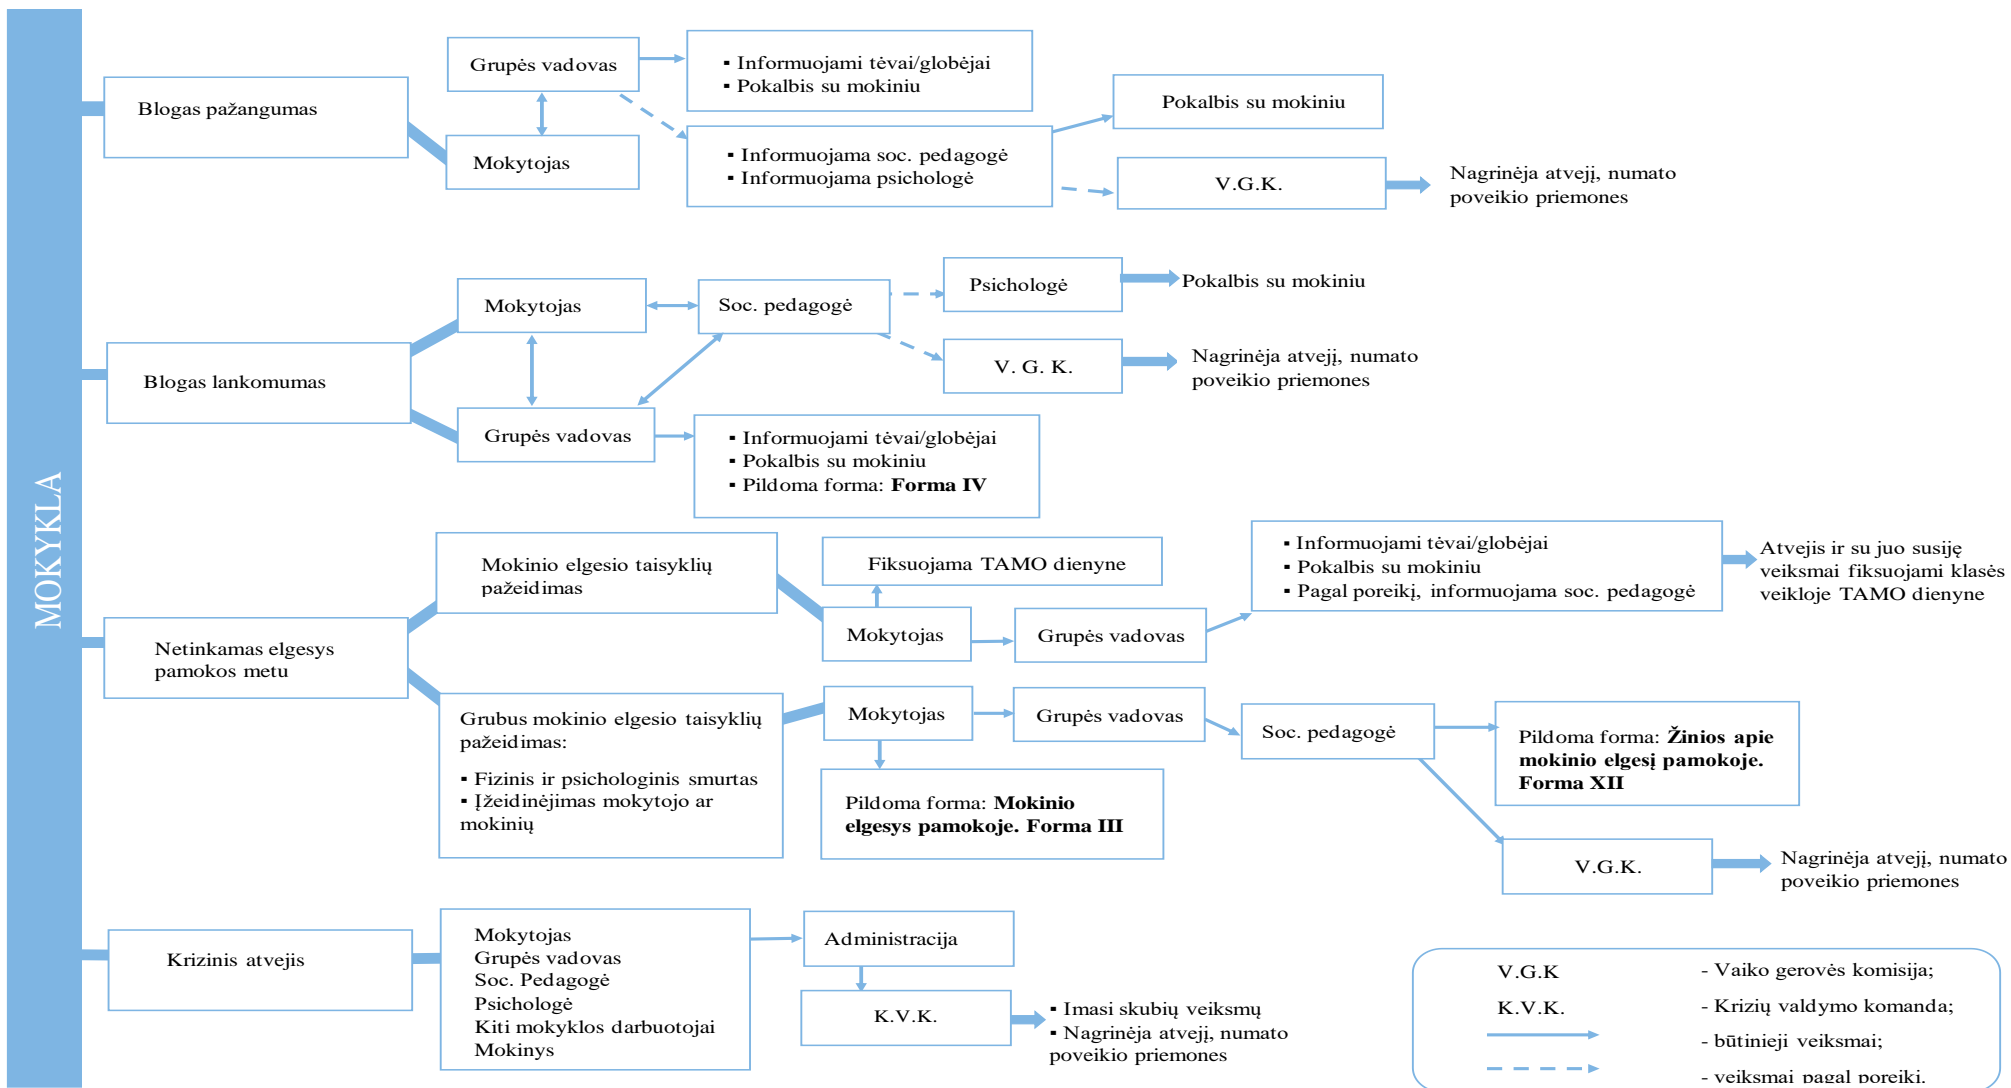 MOKYKLA
Blogas pažangumas
Grupės vadovas
Mokytojas
▪ Informuojami tėvai/globėjai
▪ Pokalbis su mokiniu
▪ Informuojama soc. pedagogė
▪ Informuojama psichologė
Pokalbis su mokiniu
V.G.K.
Nagrinėja atvejį, numato
poveikio priemones
Blogas lankomumas
Mokytojas
Soc. pedagogė
Psichologė
Pokalbis su mokiniu
V. G. K.
Nagrinėja atvejį, numato
poveikio priemones
Grupės vadovas
▪ Informuojami tėvai/globėjai
▪ Pokalbis su mokiniu
▪ Pildoma forma: Forma IV
Netinkamas elgesys
pamokos metu
Mokinio elgesio taisyklių
pažeidimas
Fiksuojama TAMO dienyne
Mokytojas
Grupės vadovas
▪ Informuojami tėvai/globėjai
▪ Pokalbis su mokiniu
▪ Pagal poreikį, informuojama soc. pedagogė
Atvejis ir su juo susiję
veiksmai fiksuojami klasės
veikloje TAMO dienyne
Grubus mokinio elgesio taisyklių
pažeidimas:
▪ Fizinis ir psichologinis smurtas
▪ Įžeidinėjimas mokytojo ar
mokinių
Mokytojas
Grupės vadovas
Soc. pedagogė
Pildoma forma: Mokinio
elgesys pamokoje. Forma III
Pildoma forma: Žinios apie
mokinio elgesį pamokoje.
Forma XII
V.G.K.
Nagrinėja atvejį, numato
poveikio priemones
Krizinis atvejis
Mokytojas
Grupės vadovas
Soc. Pedagogė
Psichologė
Kiti mokyklos darbuotojai
Mokinys
Administracija
K.V.K.
▪ Imasi skubių veiksmų
▪ Nagrinėja atvejį, numato
poveikio priemones
V.G.K - Vaiko gerovės komisija;
K.V.K. - Krizių valdymo komanda;
- būtinieji veiksmai;
- veiksmai pagal poreikį.